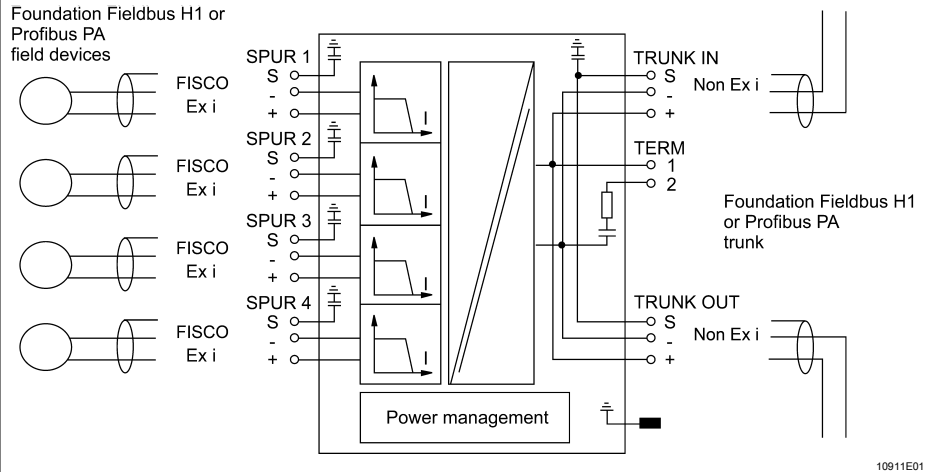 Foundation Fieldbus H1 or
Profibus PA
field devices
SPUR 1
S
-
+
FISCO
Ex i
I
SPUR 2
S
-
+
FISCO
Ex i
I
SPUR 3
S
-
+
FISCO
Ex i
I
SPUR 4
S
-
+
FISCO
Ex i
I
Power management
TRUNK IN
S
-
+
Non Ex i
TERM
1
2
Foundation Fieldbus H1
or Profibus PA
trunk
TRUNK OUT
S
-
+
Non Ex i
10911E01